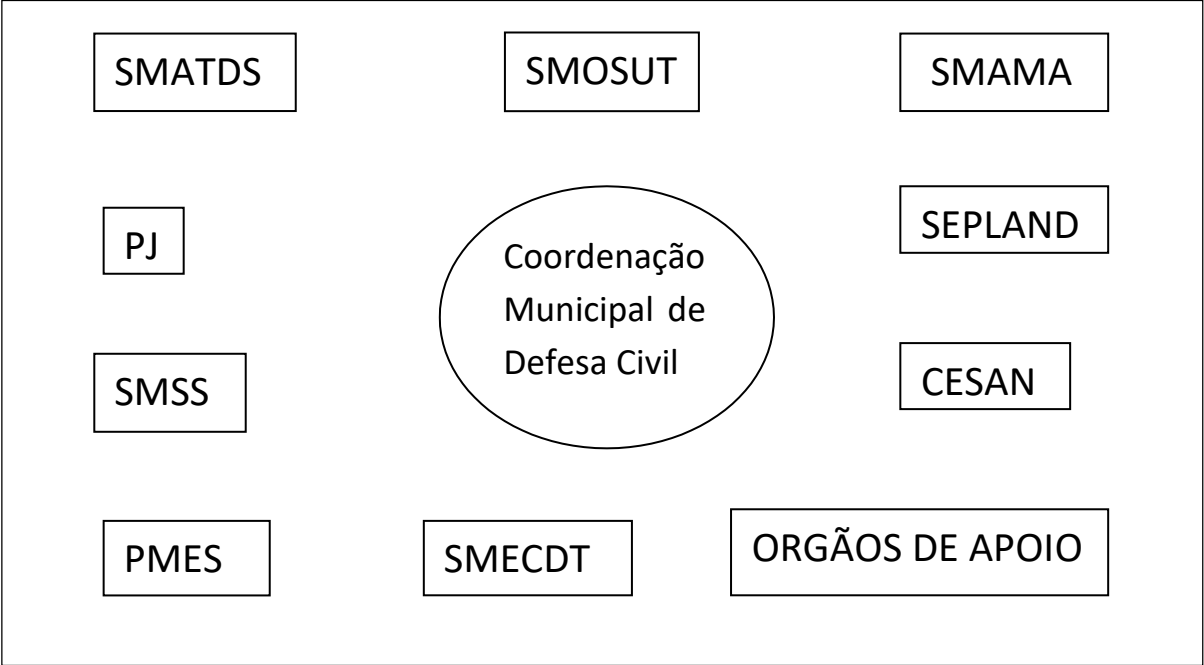 SMATDS
SMOSUT
SMAMA
PJ
Coordenação
Municipal de
Defesa Civil
SEPLAND
SMSS
CESAN
PMES
SMECDT
ORGÃOS DE APOIO